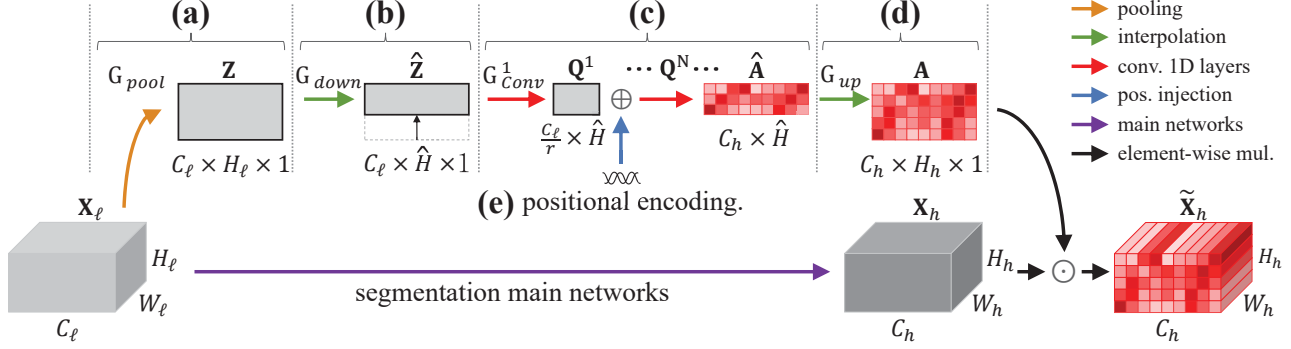 (a) (b) (c) (d)
pooling
interpolation
conv. 1D layers
pos. injection
main networks
element-wise mul.
G_pool Z G_down Ẑ G^1_Conv Q^1 ⊕ ··· Q^N ··· Â G_up A
C_ℓ × H_ℓ × 1
C_ℓ × Ĥ × 1
C_ℓ/r × Ĥ
C_h × Ĥ
C_h × H_h × 1
(e) positional encoding.
X_ℓ
H_ℓ
W_ℓ
C_ℓ
segmentation main networks
X_h
H_h
W_h
C_h
⊙
X̃_h
H_h
W_h
C_h